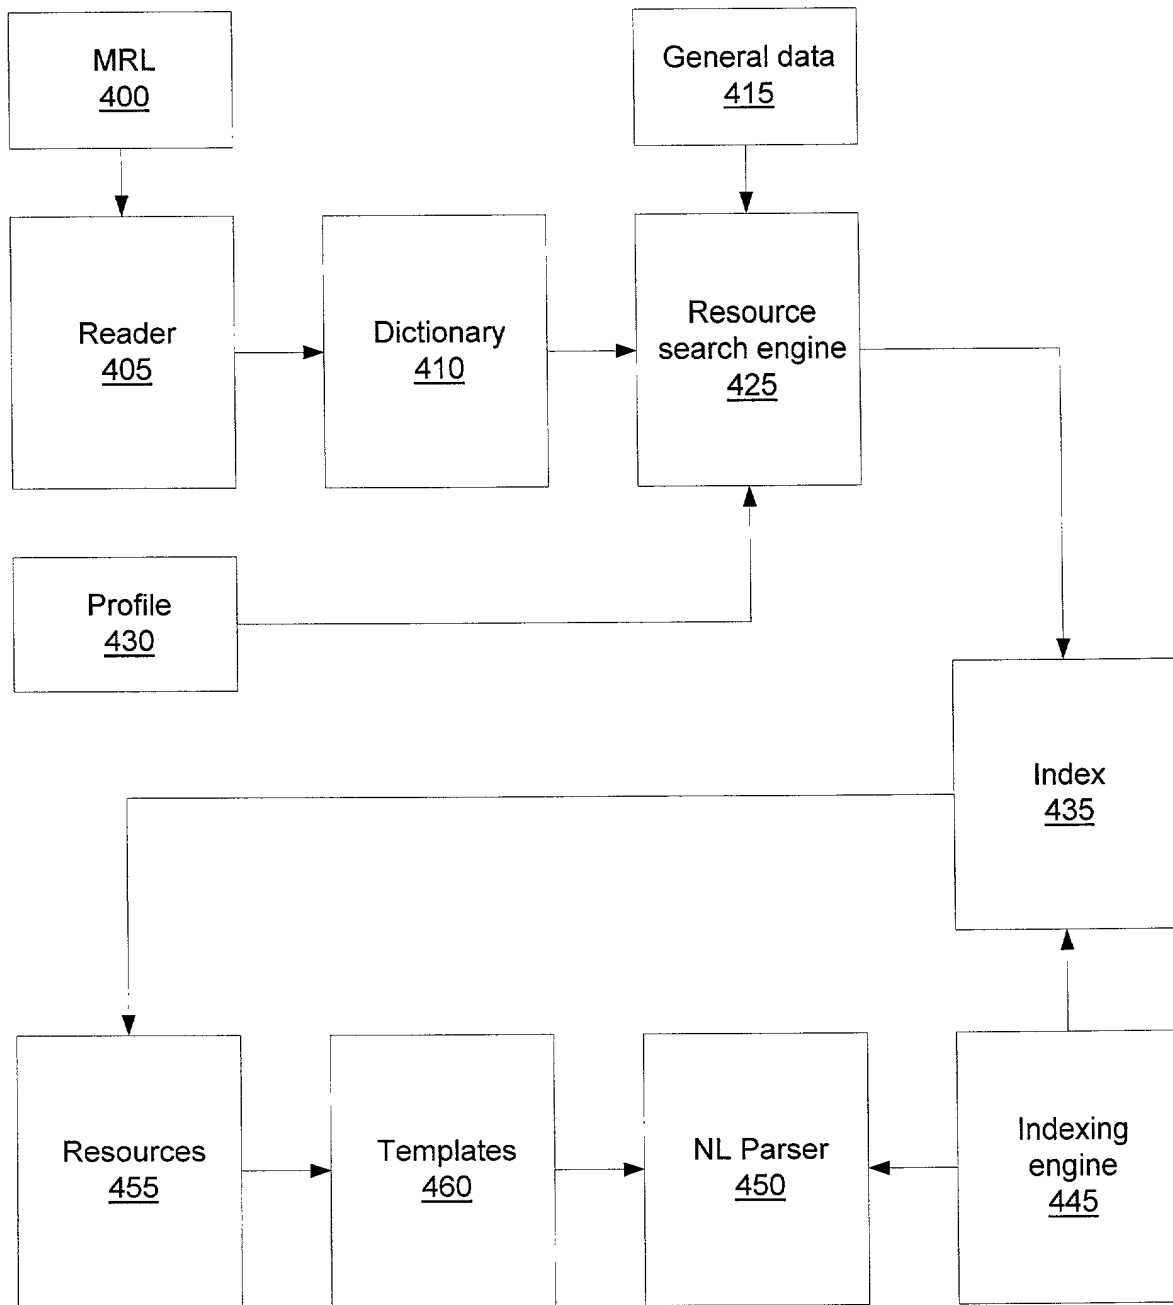 MRL
400
General data
415
Reader
405
Dictionary
410
Resource
search engine
425
Profile
430
Index
435
Resources
455
Templates
460
NL Parser
450
Indexing
engine
445